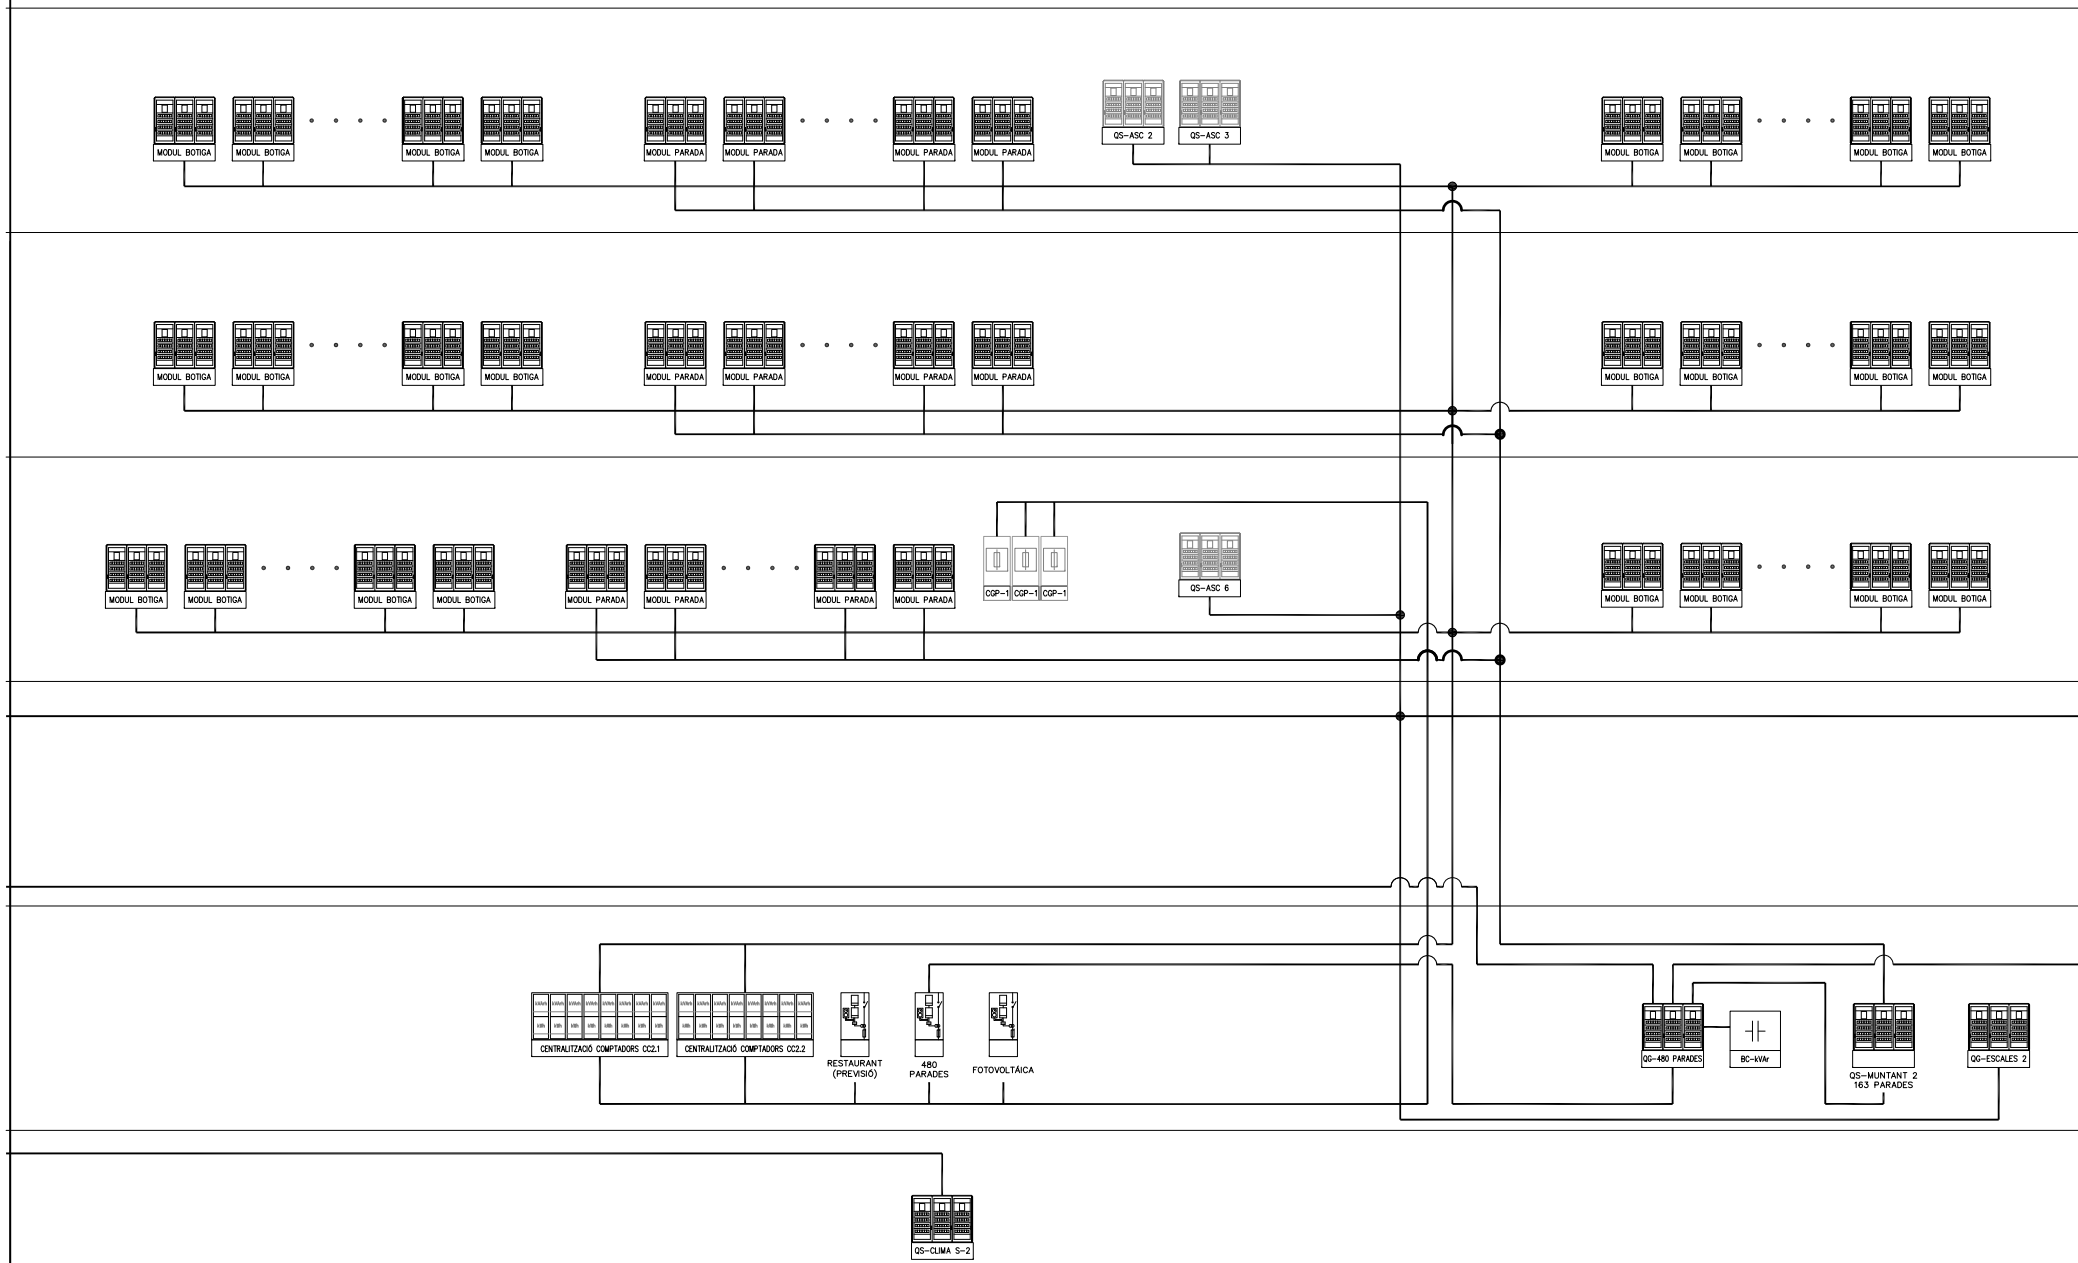 QS-ASC 2
QS-ASC 3
MODUL BOTIGA
MODUL BOTIGA
MODUL BOTIGA
MODUL BOTIGA
MODUL PARADA
MODUL PARADA
MODUL PARADA
MODUL PARADA
MODUL BOTIGA
MODUL BOTIGA
MODUL BOTIGA
MODUL BOTIGA
MODUL BOTIGA
MODUL BOTIGA
MODUL BOTIGA
MODUL BOTIGA
MODUL PARADA
MODUL PARADA
MODUL PARADA
MODUL PARADA
MODUL BOTIGA
MODUL BOTIGA
MODUL BOTIGA
MODUL BOTIGA
MODUL BOTIGA
MODUL BOTIGA
MODUL BOTIGA
MODUL BOTIGA
MODUL PARADA
MODUL PARADA
MODUL PARADA
MODUL PARADA
CGP-1
CGP-1
CGP-1
QS-ASC 6
MODUL BOTIGA
MODUL BOTIGA
MODUL BOTIGA
MODUL BOTIGA
CENTRALITZACIÓ COMPTADORS CC2.1
CENTRALITZACIÓ COMPTADORS CC2.2
RESTAURANT
(PREVISIÓ)
480
PARADES
FOTOVOLTÁICA
QG-480 PARADES
BC-kVAr
QS-MUNTANT 2
163 PARADES
QG-ESCALES 2
QS-CLIMA S-2